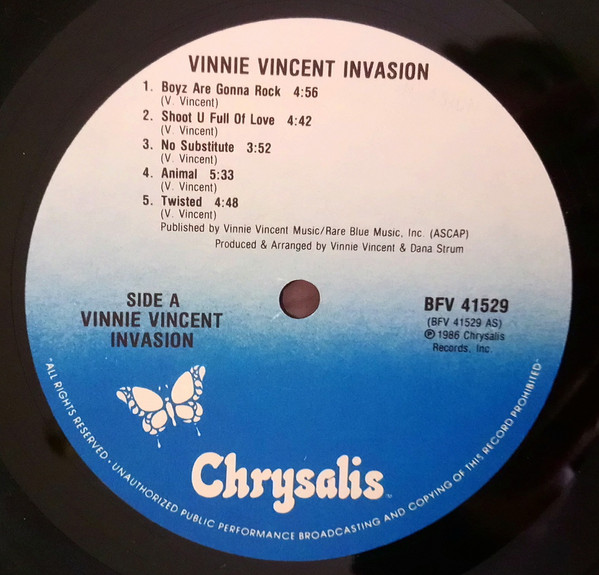 VINNIE VINCENT INVASION
1. Boyz Are Gonna Rock 4:56
(V. Vincent)
2. Shoot U Full Of Love 4:42
(V. Vincent)
3. No Substitute 3:52
(V. Vincent)
4. Animal 5:33
(V. Vincent)
5. Twisted 4:48
(V. Vincent)
Published by Vinnie Vincent Music/Rare Blue Music, Inc. (ASCAP)
Produced & Arranged by Vinnie Vincent & Dana Strum
SIDE A
VINNIE VINCENT
INVASION
BFV 41529
(BFV 41529 AS)
℗ 1986 Chrysalis
Records, Inc.
Chrysalis™
"ALL RIGHTS RESERVED · UNAUTHORIZED PUBLIC PERFORMANCE BROADCASTING AND COPYING OF THIS RECORD PROHIBITED"